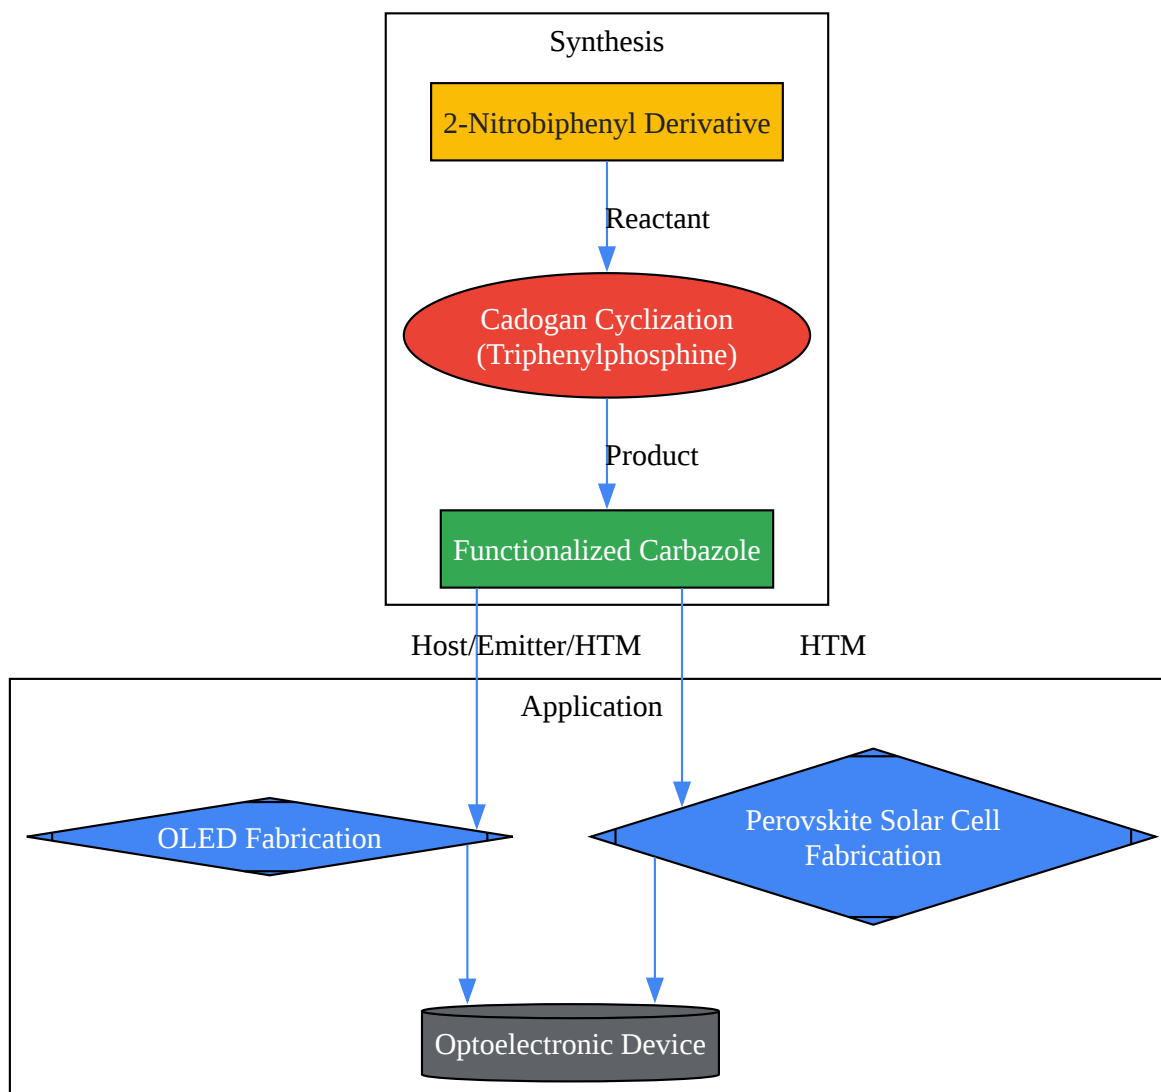 Synthesis
2-Nitrobiphenyl Derivative
Reactant
Cadogan Cyclization
(Triphenylphosphine)
Product
Functionalized Carbazole
Host/Emitter/HTM
HTM
Application
OLED Fabrication
Perovskite Solar Cell
Fabrication
Optoelectronic Device